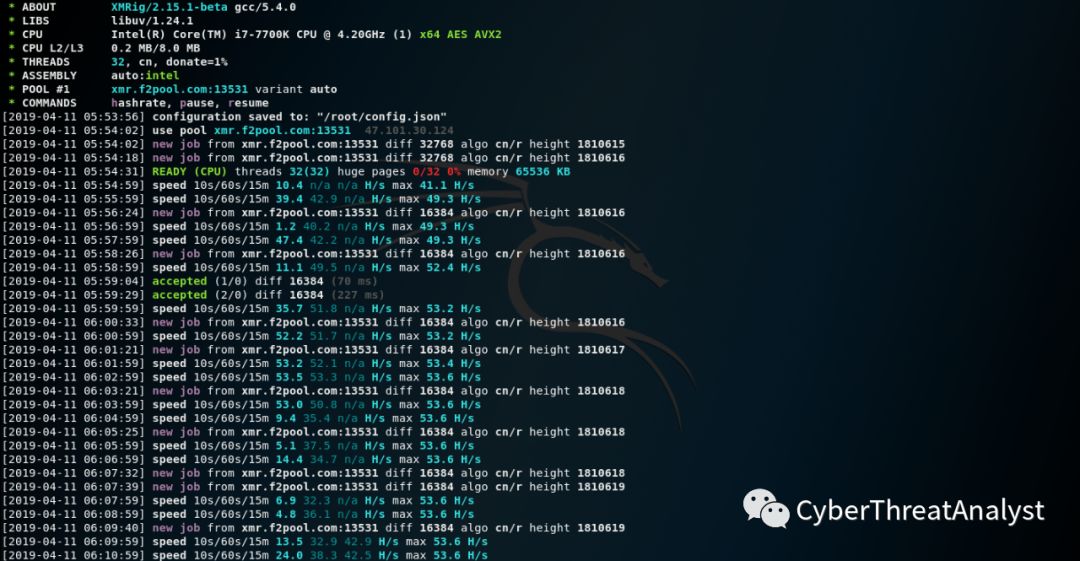 * ABOUT XMRig/2.15.1-beta gcc/5.4.0
* LIBS libuv/1.24.1
* CPU Intel(R) Core(TM) i7-7700K CPU @ 4.20GHz (1) x64 AES AVX2
* CPU L2/L3 0.2 MB/8.0 MB
* THREADS 32, cn, donate=1%
* ASSEMBLY auto:intel
* POOL #1 xmr.f2pool.com:13531 variant auto
* COMMANDS hashrate, pause, resume
[2019-04-11 05:53:56] configuration saved to: "/root/config.json"
[2019-04-11 05:54:02] use pool xmr.f2pool.com:13531 47.101.30.124
[2019-04-11 05:54:02] new job from xmr.f2pool.com:13531 diff 32768 algo cn/r height 1810615
[2019-04-11 05:54:18] new job from xmr.f2pool.com:13531 diff 32768 algo cn/r height 1810616
[2019-04-11 05:54:31] READY (CPU) threads 32(32) huge pages 0/32 0% memory 65536 KB
[2019-04-11 05:54:59] speed 10s/60s/15m 10.4 n/a n/a H/s max 41.1 H/s
[2019-04-11 05:55:59] speed 10s/60s/15m 39.4 42.9 n/a H/s max 49.3 H/s
[2019-04-11 05:56:24] new job from xmr.f2pool.com:13531 diff 16384 algo cn/r height 1810616
[2019-04-11 05:56:59] speed 10s/60s/15m 1.2 40.2 n/a H/s max 49.3 H/s
[2019-04-11 05:57:59] speed 10s/60s/15m 47.4 42.2 n/a H/s max 49.3 H/s
[2019-04-11 05:58:26] new job from xmr.f2pool.com:13531 diff 16384 algo cn/r height 1810616
[2019-04-11 05:58:59] speed 10s/60s/15m 11.1 49.5 n/a H/s max 52.4 H/s
[2019-04-11 05:59:04] accepted (1/0) diff 16384 (70 ms)
[2019-04-11 05:59:29] accepted (2/0) diff 16384 (227 ms)
[2019-04-11 05:59:59] speed 10s/60s/15m 35.7 51.8 n/a H/s max 53.2 H/s
[2019-04-11 06:00:33] new job from xmr.f2pool.com:13531 diff 16384 algo cn/r height 1810616
[2019-04-11 06:00:59] speed 10s/60s/15m 52.2 51.7 n/a H/s max 53.2 H/s
[2019-04-11 06:01:21] new job from xmr.f2pool.com:13531 diff 16384 algo cn/r height 1810617
[2019-04-11 06:01:59] speed 10s/60s/15m 53.2 52.1 n/a H/s max 53.4 H/s
[2019-04-11 06:02:59] speed 10s/60s/15m 53.5 53.3 n/a H/s max 53.6 H/s
[2019-04-11 06:03:21] new job from xmr.f2pool.com:13531 diff 16384 algo cn/r height 1810618
[2019-04-11 06:03:59] speed 10s/60s/15m 53.0 50.8 n/a H/s max 53.6 H/s
[2019-04-11 06:04:59] speed 10s/60s/15m 9.4 35.4 n/a H/s max 53.6 H/s
[2019-04-11 06:05:25] new job from xmr.f2pool.com:13531 diff 16384 algo cn/r height 1810618
[2019-04-11 06:05:59] speed 10s/60s/15m 5.1 37.5 n/a H/s max 53.6 H/s
[2019-04-11 06:06:59] speed 10s/60s/15m 14.4 34.7 n/a H/s max 53.6 H/s
[2019-04-11 06:07:32] new job from xmr.f2pool.com:13531 diff 16384 algo cn/r height 1810618
[2019-04-11 06:07:39] new job from xmr.f2pool.com:13531 diff 16384 algo cn/r height 1810619
[2019-04-11 06:07:59] speed 10s/60s/15m 6.9 32.3 n/a H/s max 53.6 H/s
[2019-04-11 06:08:59] speed 10s/60s/15m 4.8 36.1 n/a H/s max 53.6 H/s
[2019-04-11 06:09:40] new job from xmr.f2pool.com:13531 diff 16384 algo cn/r height 1810619
[2019-04-11 06:09:59] speed 10s/60s/15m 13.5 32.9 42.9 H/s max 53.6 H/s
[2019-04-11 06:10:59] speed 10s/60s/15m 24.0 38.3 42.5 H/s max 53.6 H/s
CyberThreatAnalyst